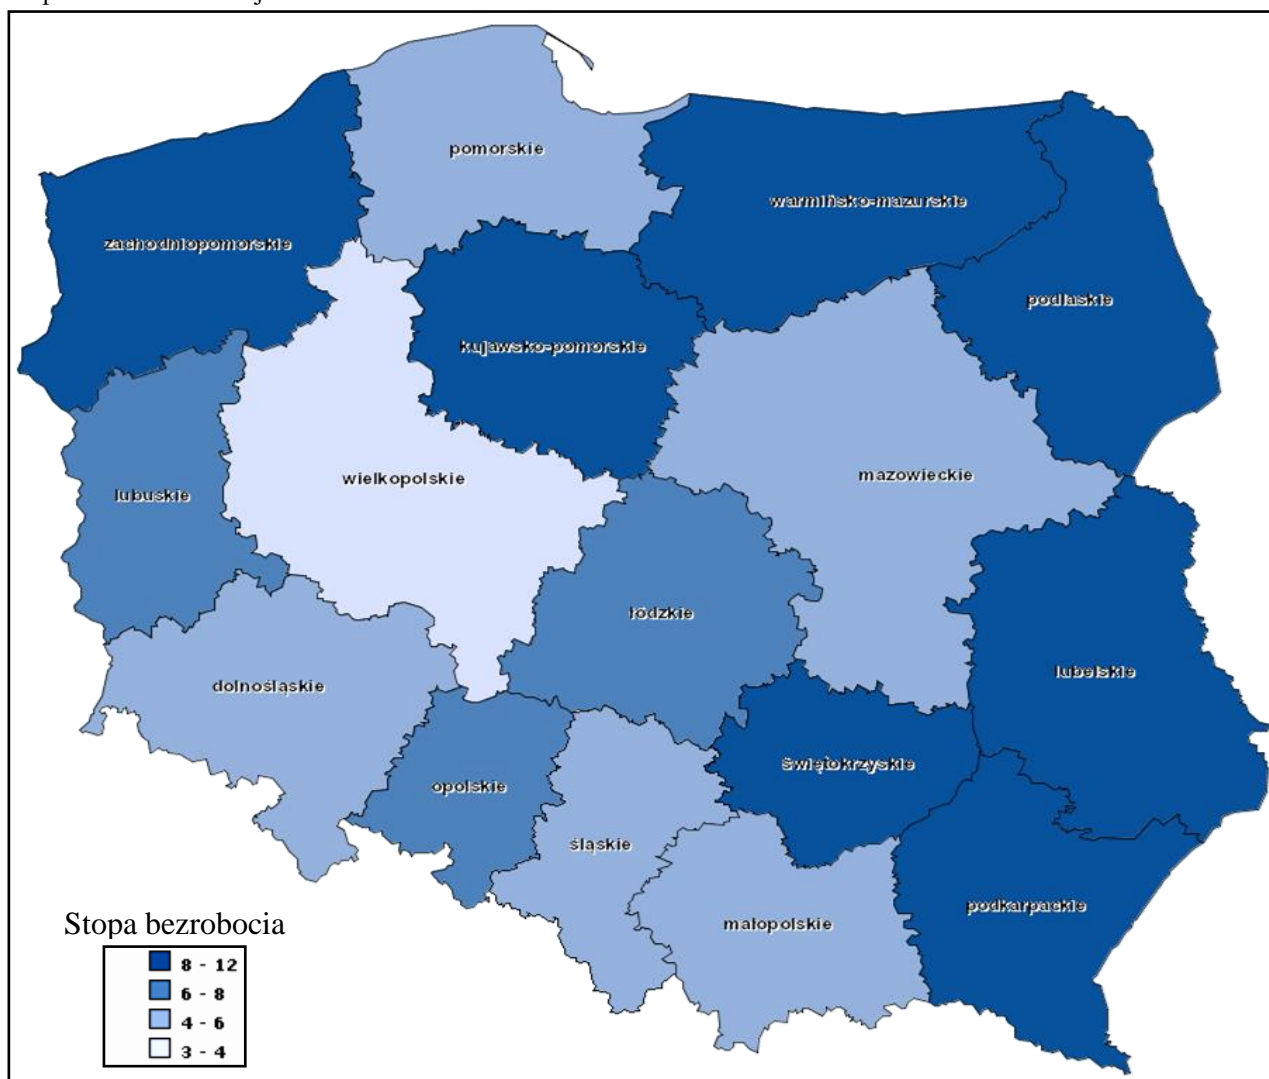 pomorskie
warmińsko-mazurskie
zachodniopomorskie
podlaskie
kujawsko-pomorskie
wielkopolskie
mazowieckie
lubuskie
łódzkie
lubelskie
dolnośląskie
świętokrzyskie
opolskie
śląskie
podkarpackie
małopolskie
Stopa bezrobocia
8 - 12
6 - 8
4 - 6
3 - 4